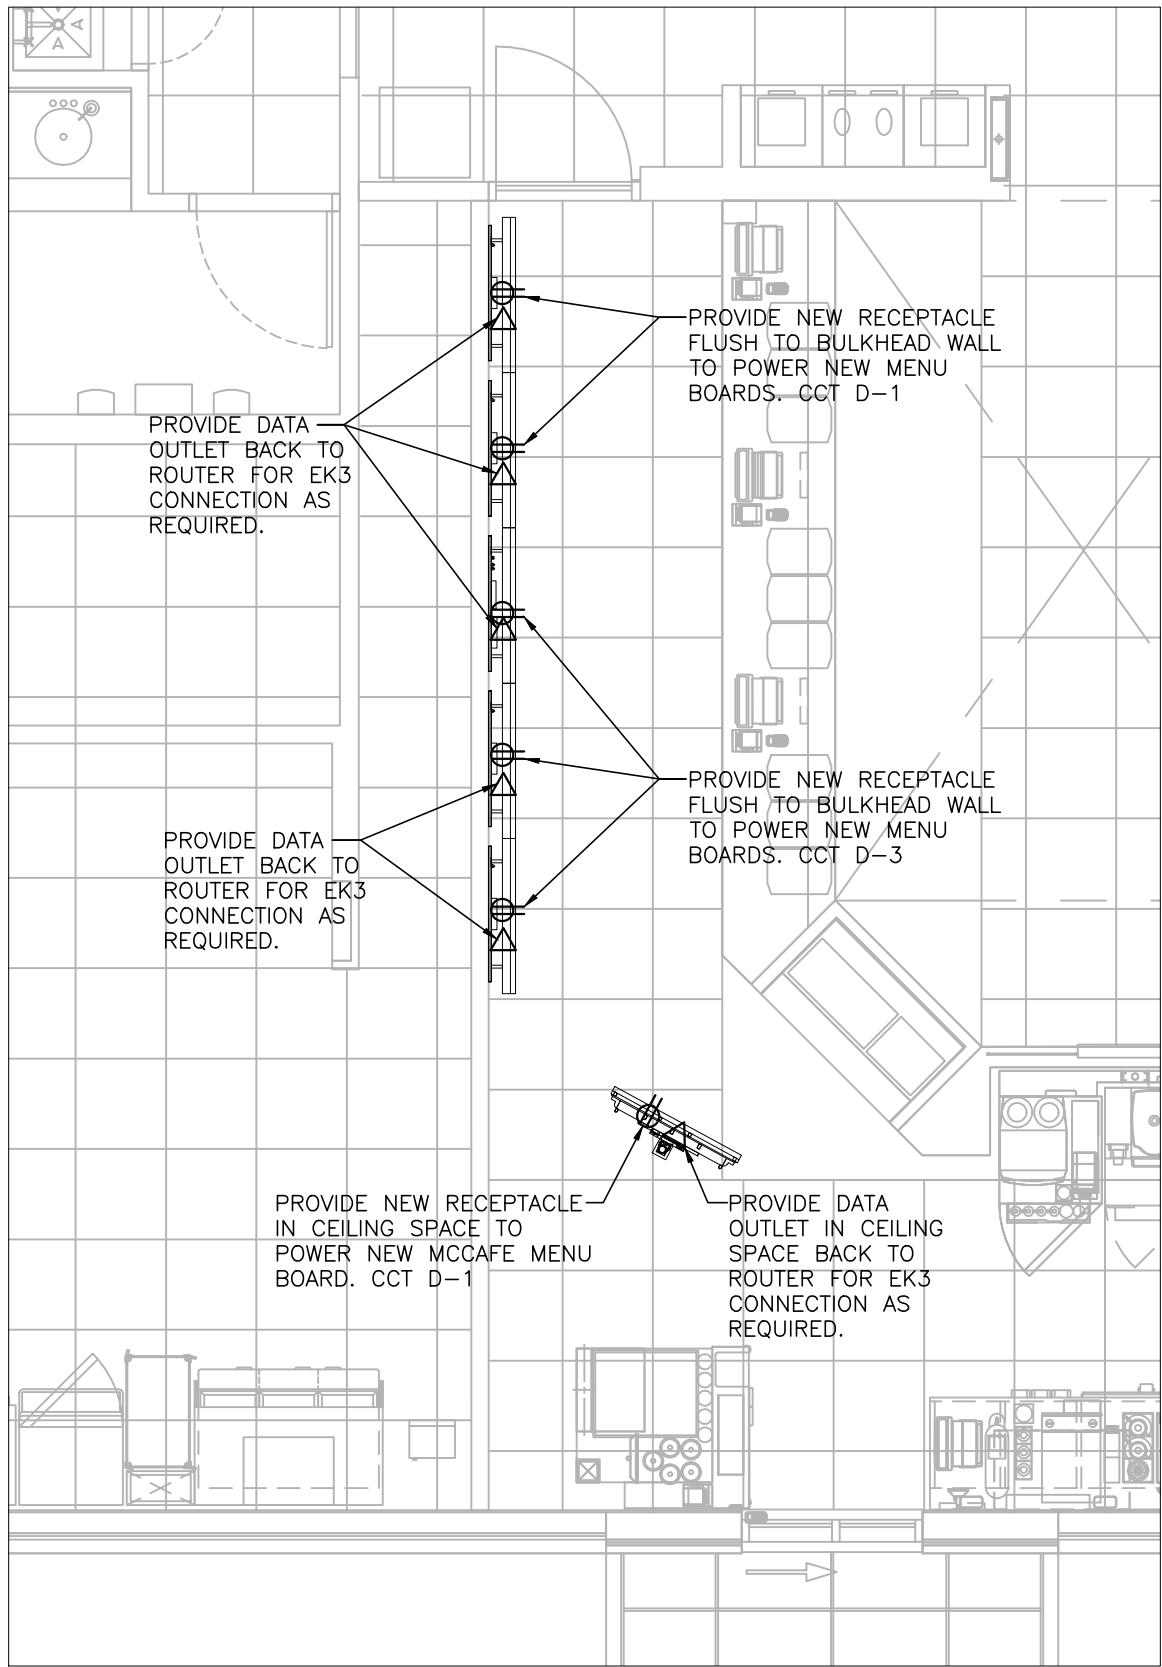 A
A
A
PROVIDE NEW RECEPTACLE
FLUSH TO BULKHEAD WALL
TO POWER NEW MENU
BOARDS. CCT D-1
PROVIDE DATA
OUTLET BACK TO
ROUTER FOR EK3
CONNECTION AS
REQUIRED.
PROVIDE NEW RECEPTACLE
FLUSH TO BULKHEAD WALL
TO POWER NEW MENU
BOARDS. CCT D-3
PROVIDE DATA
OUTLET BACK TO
ROUTER FOR EK3
CONNECTION AS
REQUIRED.
PROVIDE NEW RECEPTACLE
IN CEILING SPACE TO
POWER NEW MCCAFE MENU
BOARD. CCT D-1
PROVIDE DATA
OUTLET IN CEILING
SPACE BACK TO
ROUTER FOR EK3
CONNECTION AS
REQUIRED.